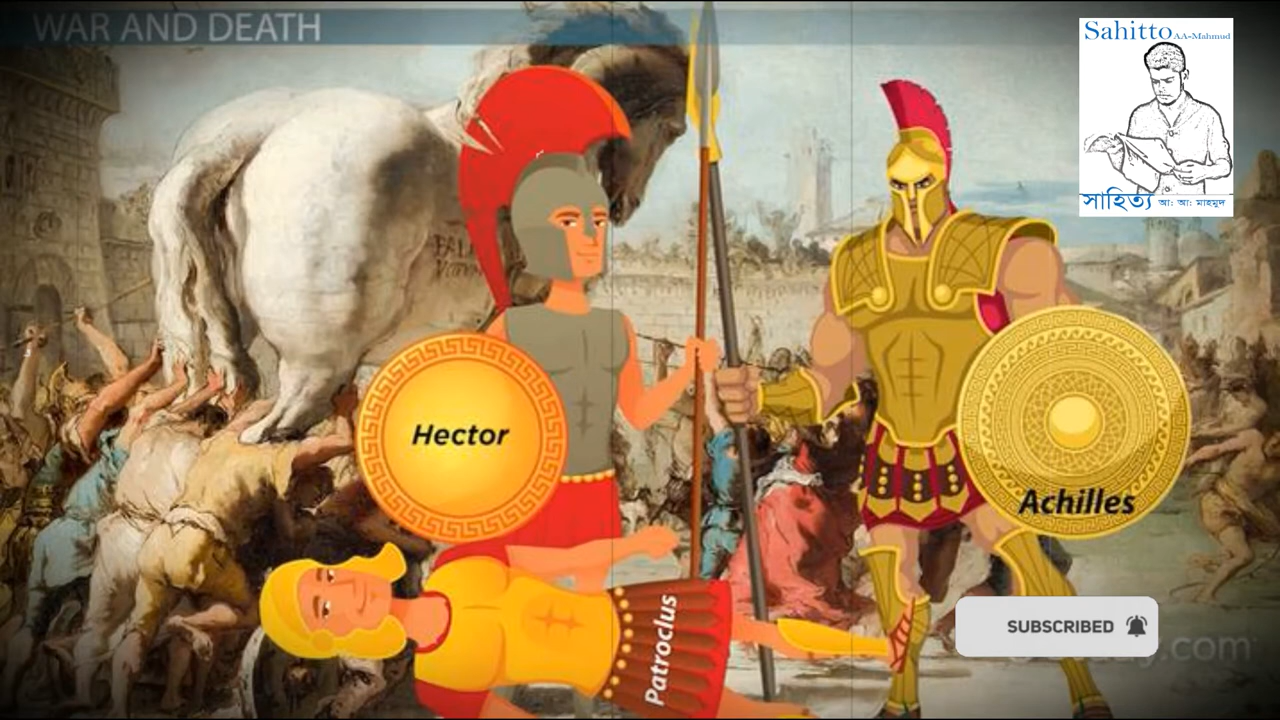 WAR AND DEATH
Sahitto AA-Mahmud
সাহিত্য আ: আ: মাহমুদ
Hector
Achilles
Patroclus
SUBSCRIBED